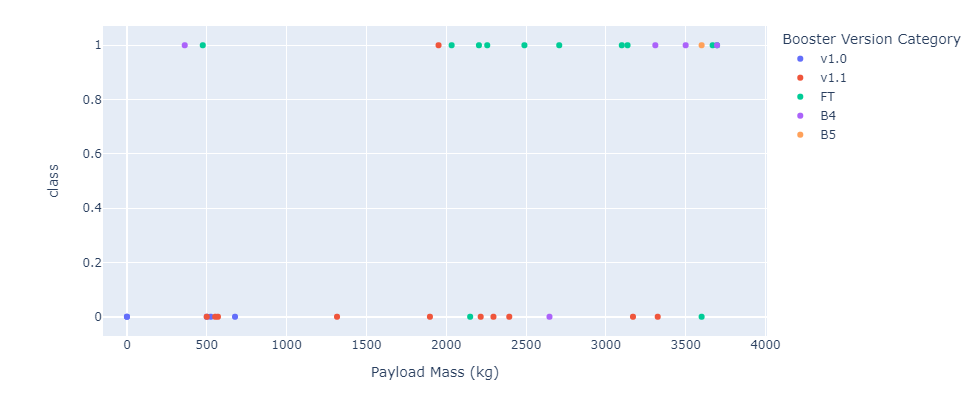 Booster Version Category
v1.0
v1.1
FT
B4
B5
class
1
0.8
0.6
0.4
0.2
0
0 500 1000 1500 2000 2500 3000 3500 4000
Payload Mass (kg)